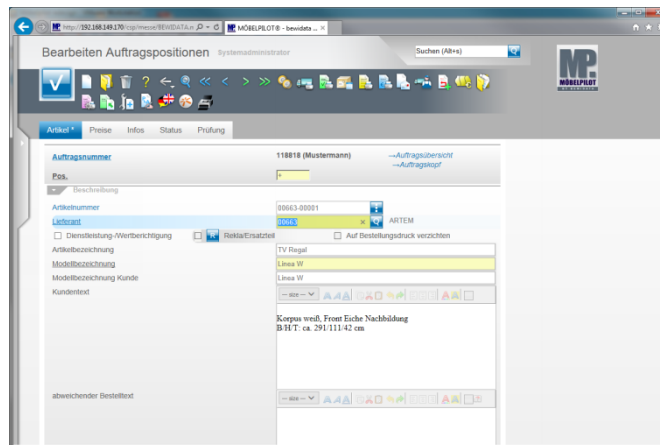 http://192.168.149.170/csp/messe/BEWIDATA.n
MÖBELPILOT® - bewidata ...
Bearbeiten Auftragspositionen Systemadministrator
Suchen (Alt+s)
MP.
MÖBELPILOT
Artikel * Preise Infos Status Prüfung
Auftragsnummer 118818 (Mustermann) →Auftragsübersicht
→Auftragskopf
Pos. +
Beschreibung
Artikelnummer 00663-00001
Lieferant 00663 ARTEM
Dienstleistung-/Wertberichtigung R Rekla/Ersatzteil Auf Bestellungsdruck verzichten
Artikelbezeichnung TV Regal
Modellbezeichnung Linea W
Modellbezeichnung Kunde Linea W
Kundentext -- size --
Korpus weiß, Front Eiche Nachbildung
B/H/T: ca. 291/111/42 cm
abweichender Bestelltext -- size --